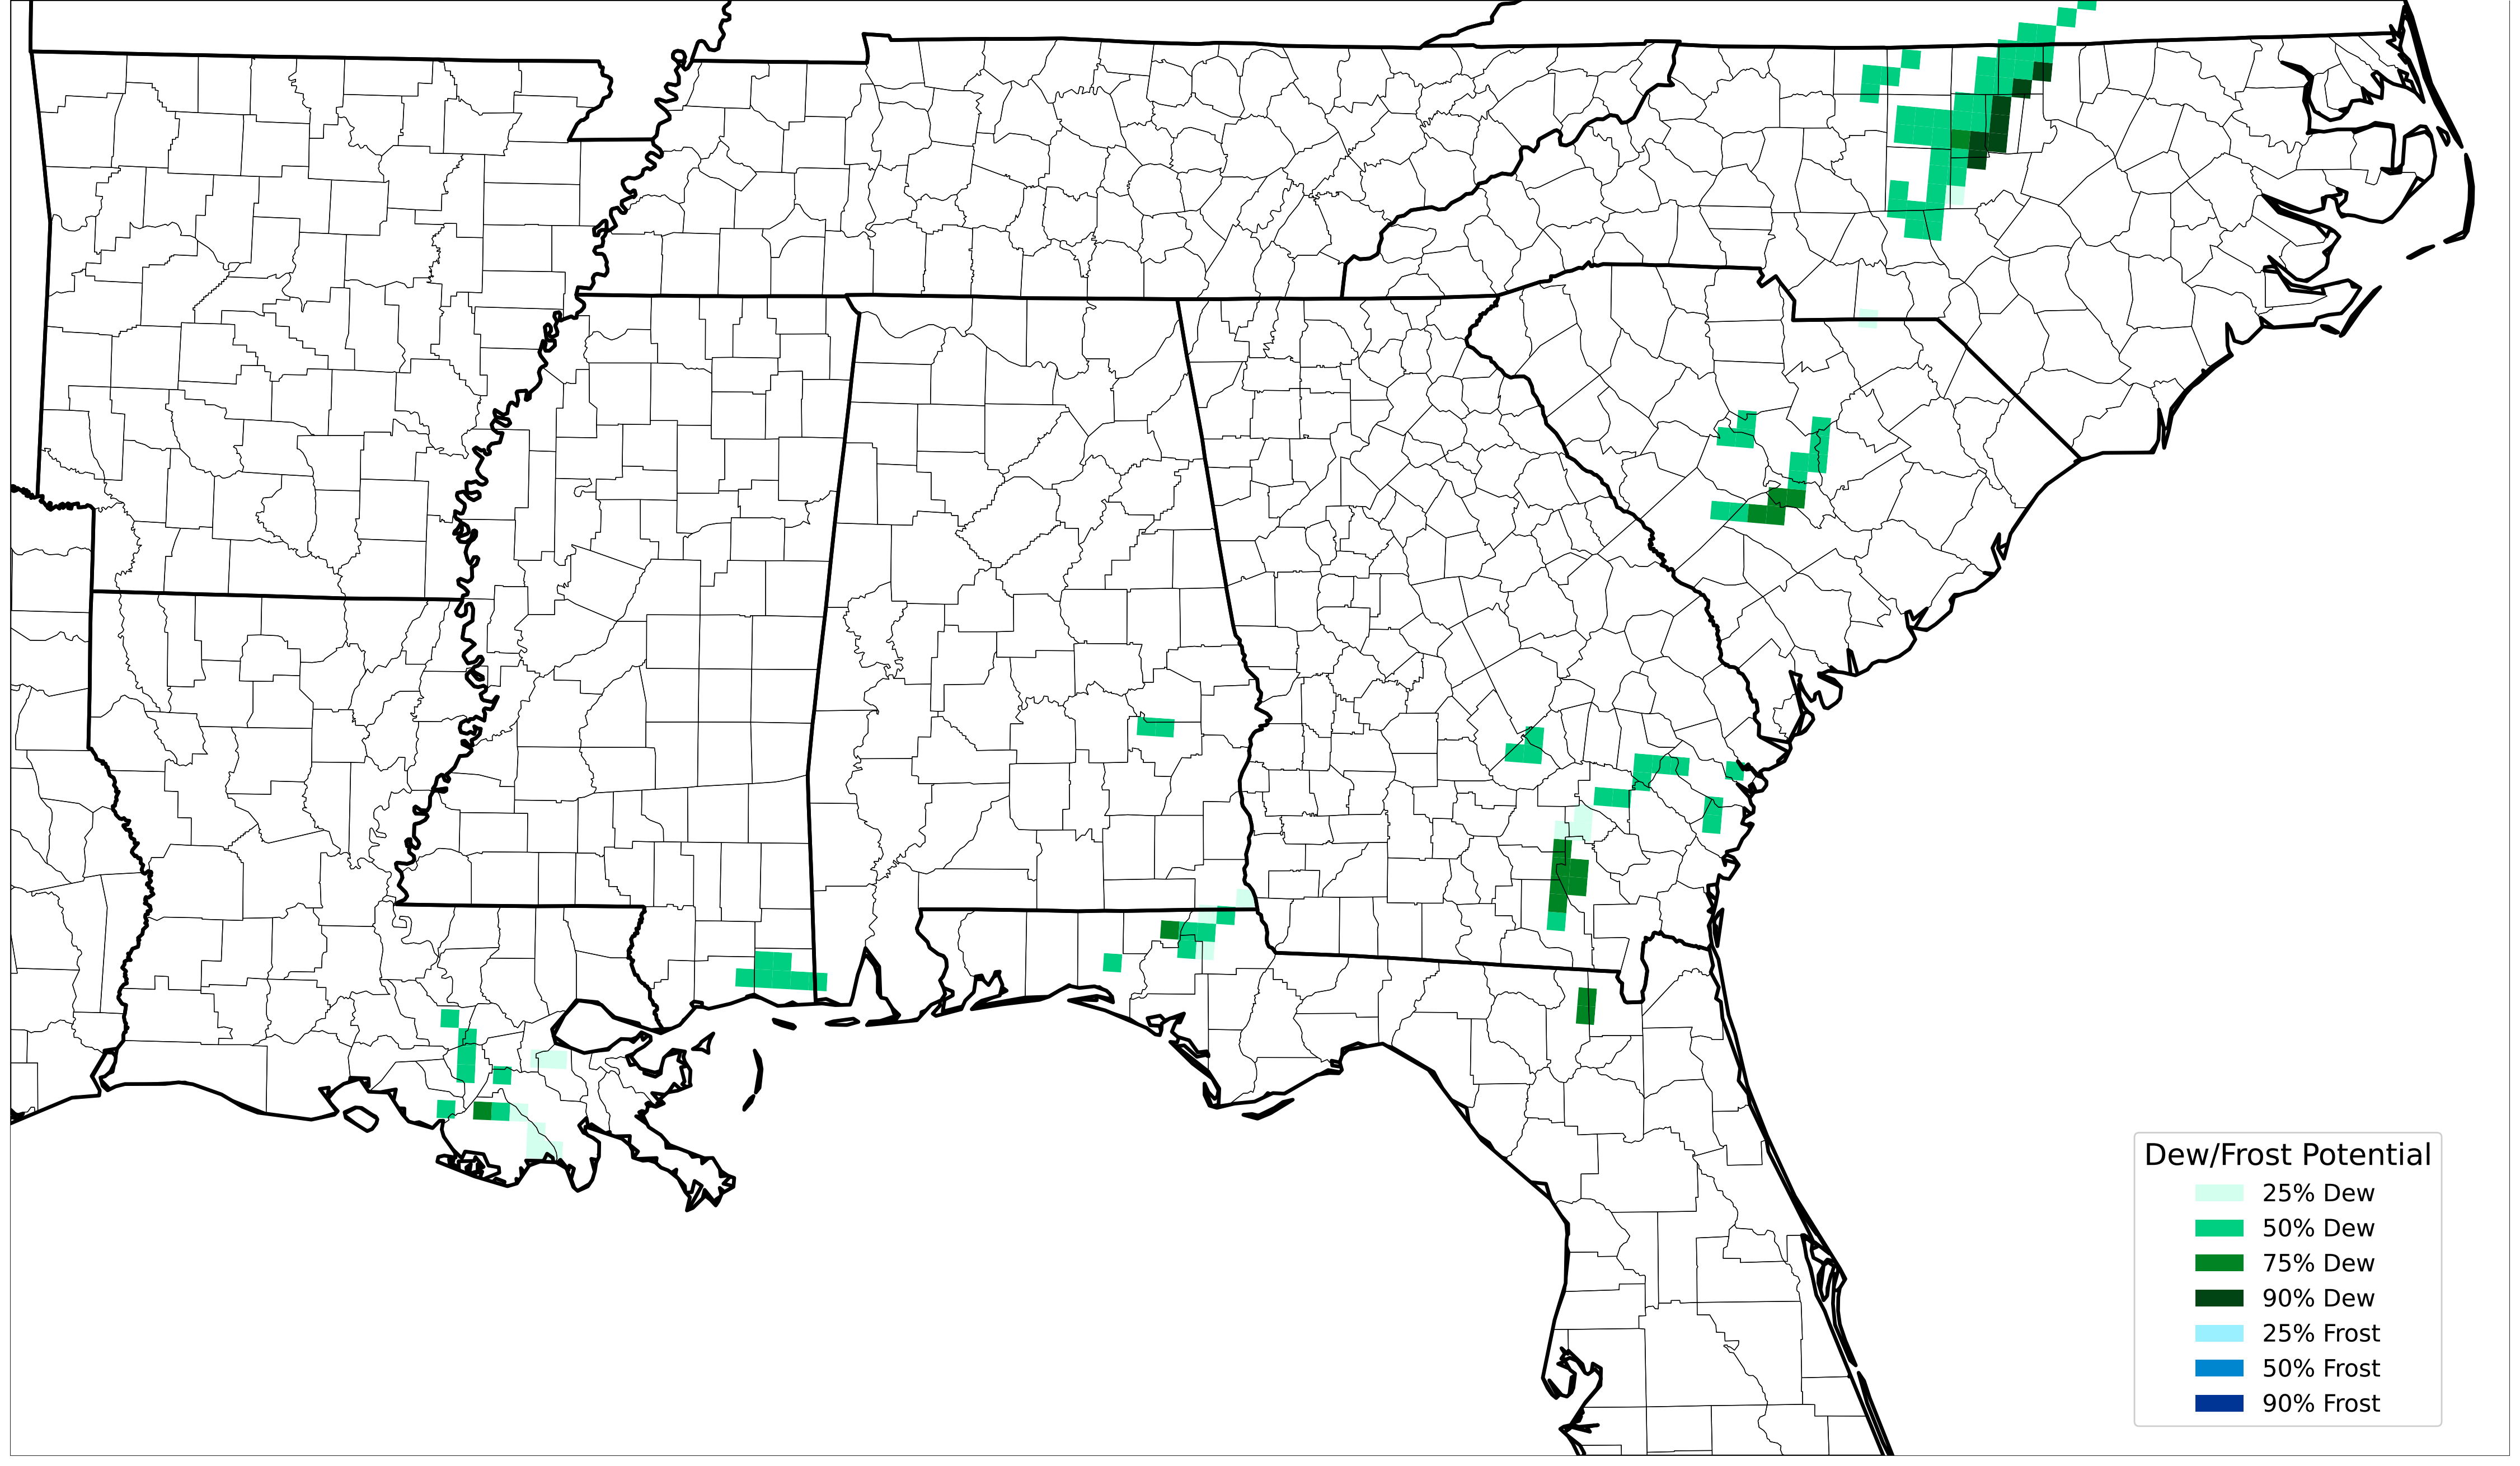 Dew/Frost Potential
25% Dew
50% Dew
75% Dew
90% Dew
25% Frost
50% Frost
90% Frost